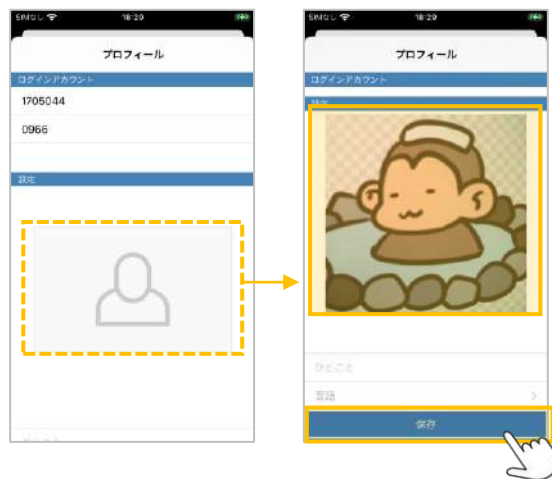 SIMなし 18:29
プロフィール
ログインアカウント
1705044
0966
設定
SIMなし 18:29
プロフィール
ログインアカウント
設定
ひとこと
言語
保存